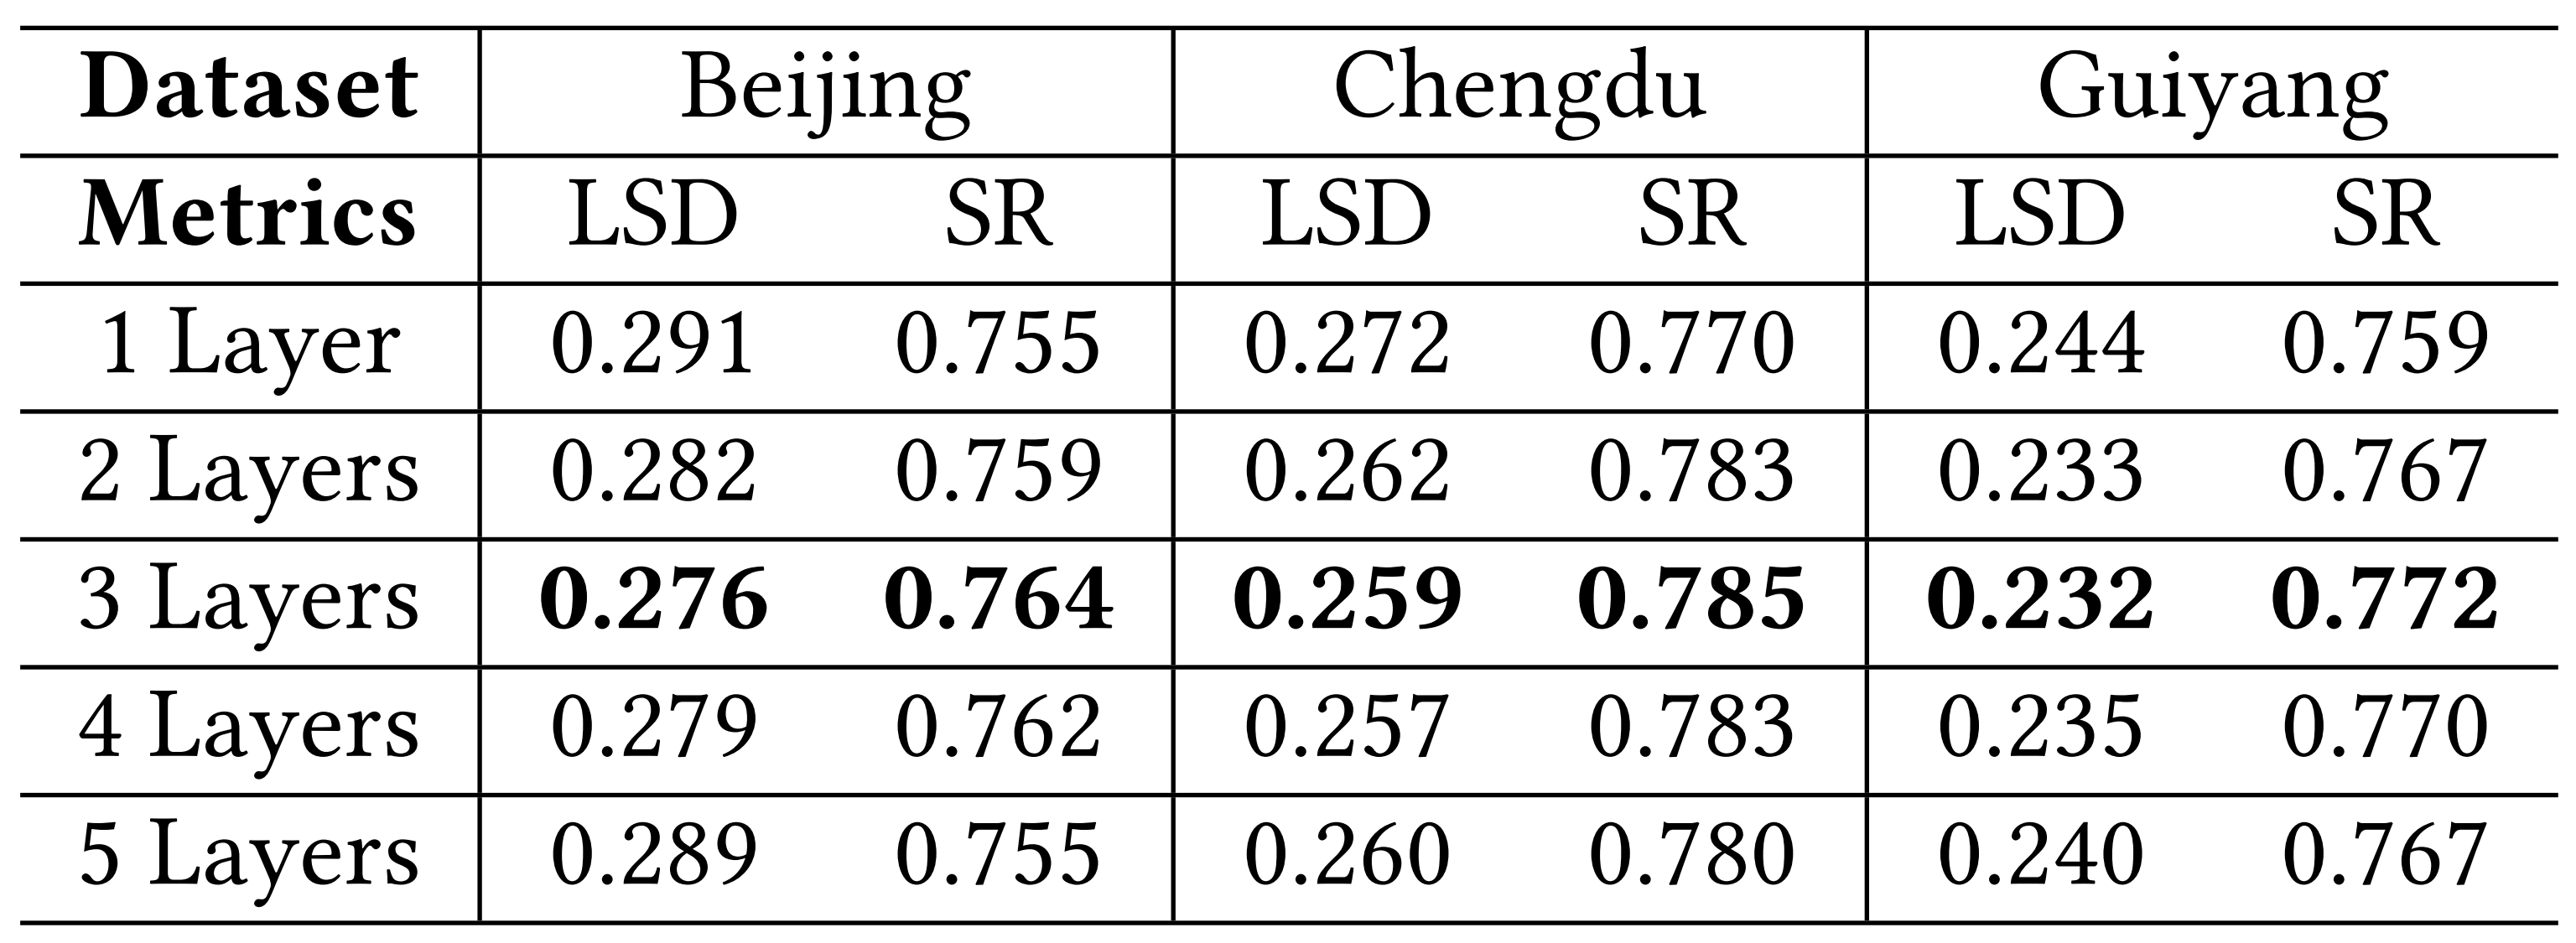 Dataset Beijing Chengdu Guiyang
Metrics LSD SR LSD SR LSD SR
1 Layer 0.291 0.755 0.272 0.770 0.244 0.759
2 Layers 0.282 0.759 0.262 0.783 0.233 0.767
3 Layers 0.276 0.764 0.259 0.785 0.232 0.772
4 Layers 0.279 0.762 0.257 0.783 0.235 0.770
5 Layers 0.289 0.755 0.260 0.780 0.240 0.767